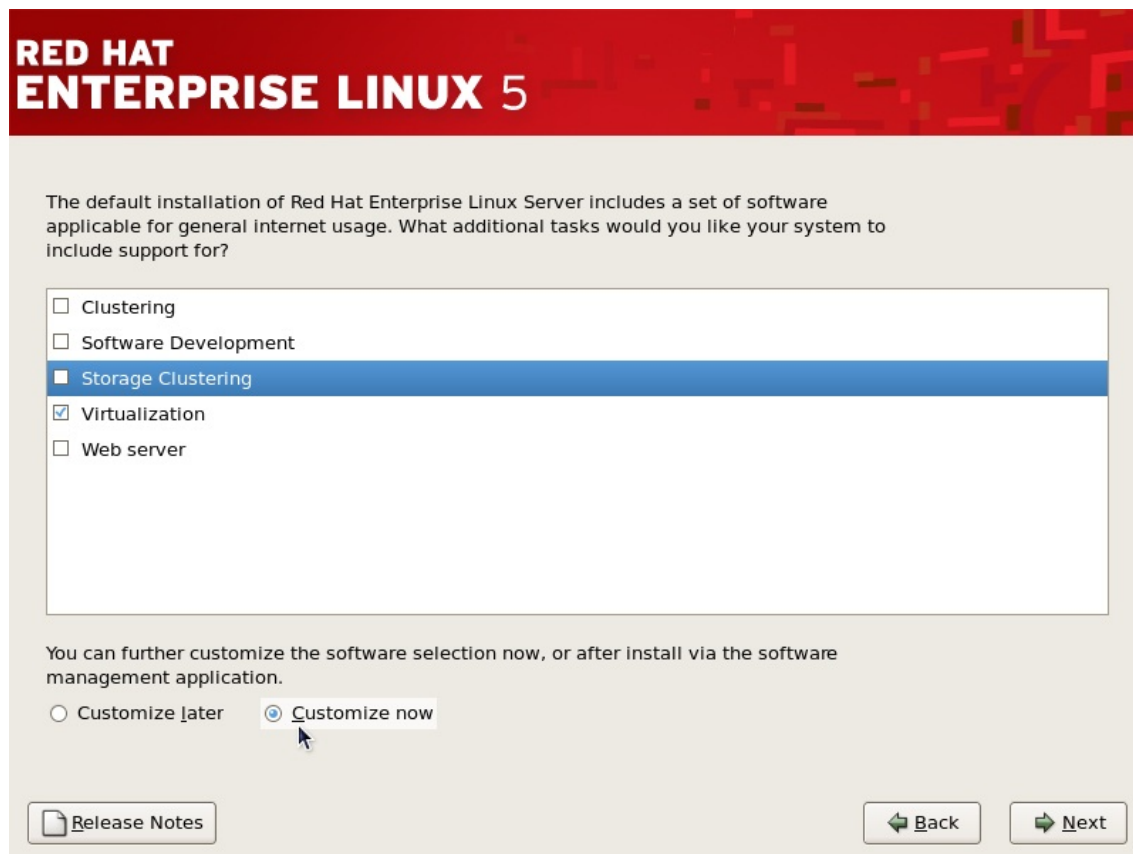 RED HAT
ENTERPRISE LINUX 5
The default installation of Red Hat Enterprise Linux Server includes a set of software
applicable for general internet usage. What additional tasks would you like your system to
include support for?
Clustering
Software Development
Storage Clustering
Virtualization
Web server
You can further customize the software selection now, or after install via the software
management application.
Customize later Customize now
Release Notes Back Next